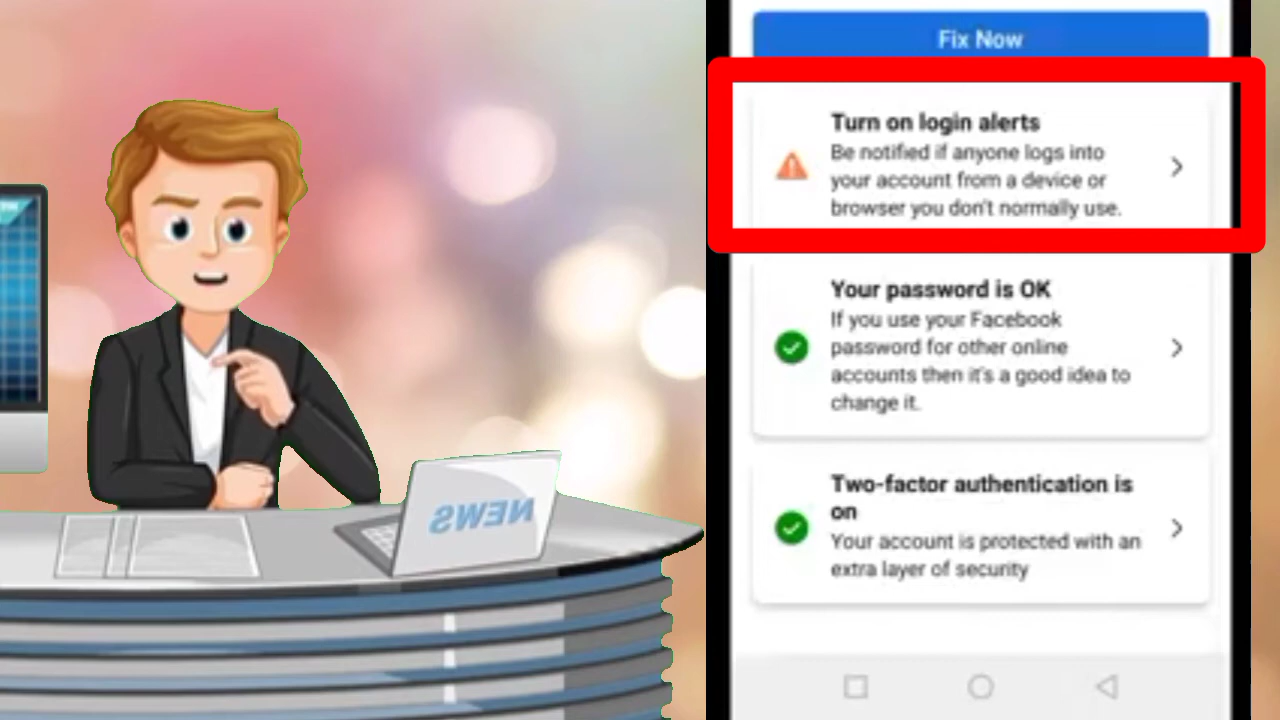 Fix Now
Turn on login alerts
Be notified if anyone logs into
your account from a device or
browser you don't normally use.
Your password is OK
If you use your Facebook
password for other online
accounts then it's a good idea to
change it.
Two-factor authentication is
on
Your account is protected with an
extra layer of security
NEWS